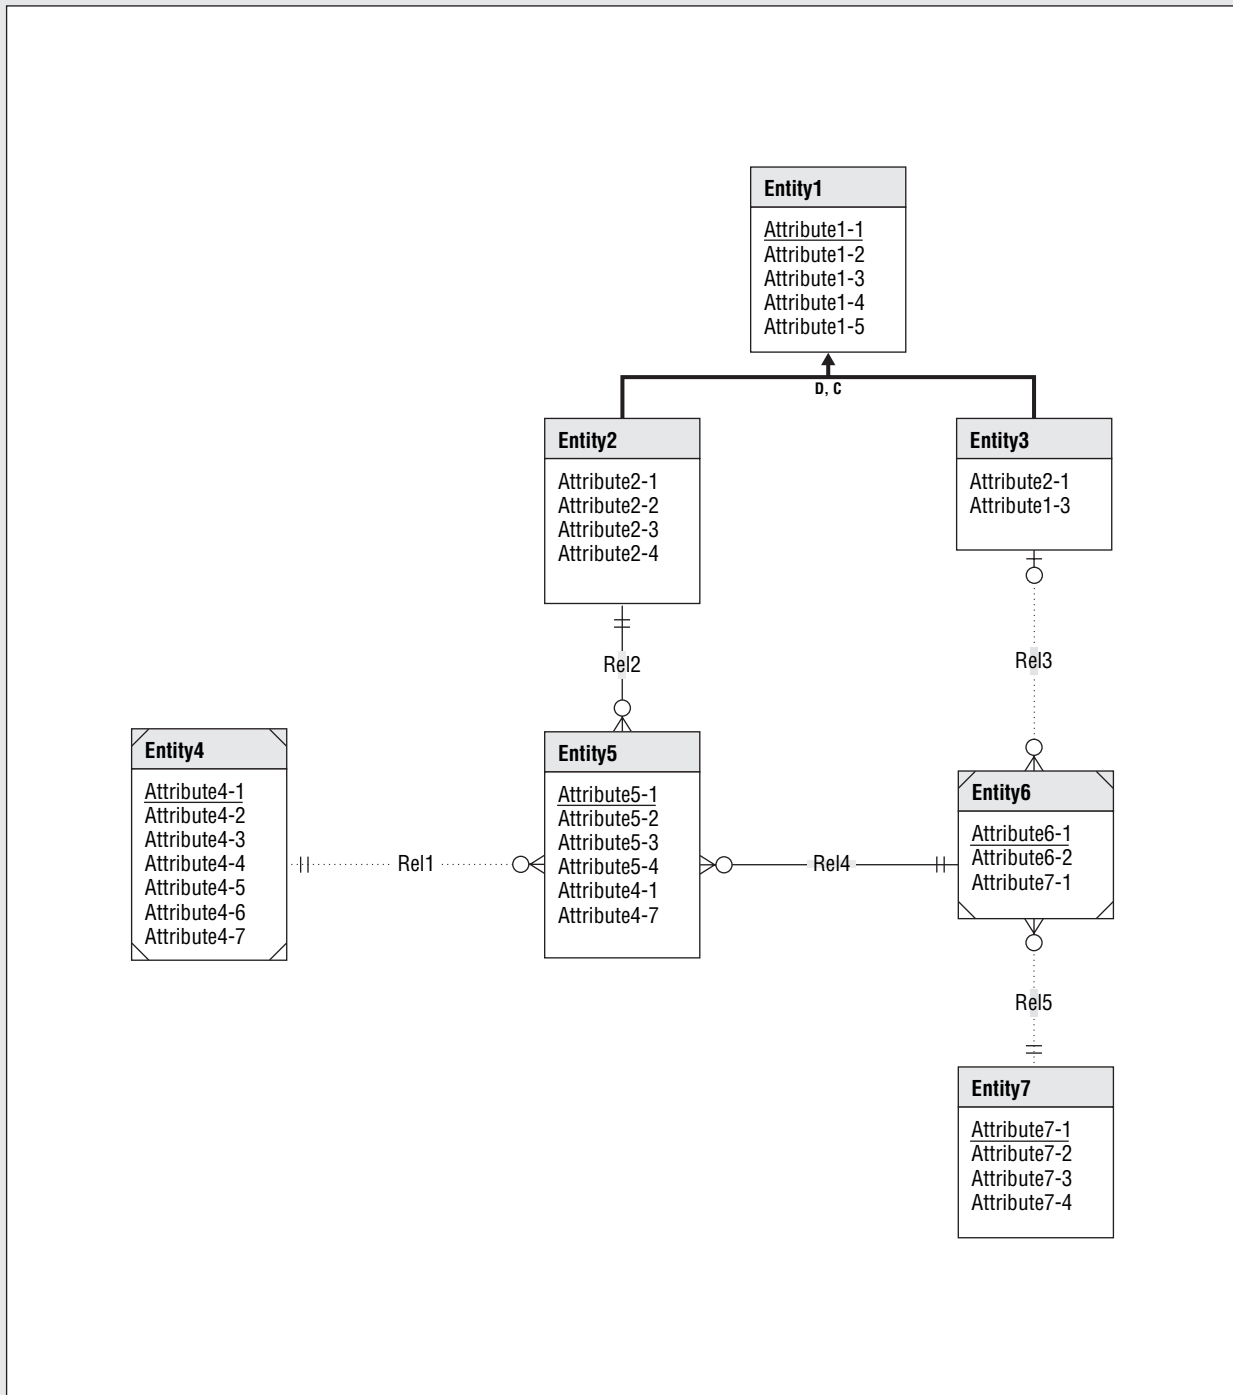 Entity1
Attribute1-1
Attribute1-2
Attribute1-3
Attribute1-4
Attribute1-5
D, C
Entity2
Attribute2-1
Attribute2-2
Attribute2-3
Attribute2-4
Entity3
Attribute2-1
Attribute1-3
Rel2
Rel3
Entity4
Attribute4-1
Attribute4-2
Attribute4-3
Attribute4-4
Attribute4-5
Attribute4-6
Attribute4-7
Rel1
Entity5
Attribute5-1
Attribute5-2
Attribute5-3
Attribute5-4
Attribute4-1
Attribute4-7
Rel4
Entity6
Attribute6-1
Attribute6-2
Attribute7-1
Rel5
Entity7
Attribute7-1
Attribute7-2
Attribute7-3
Attribute7-4